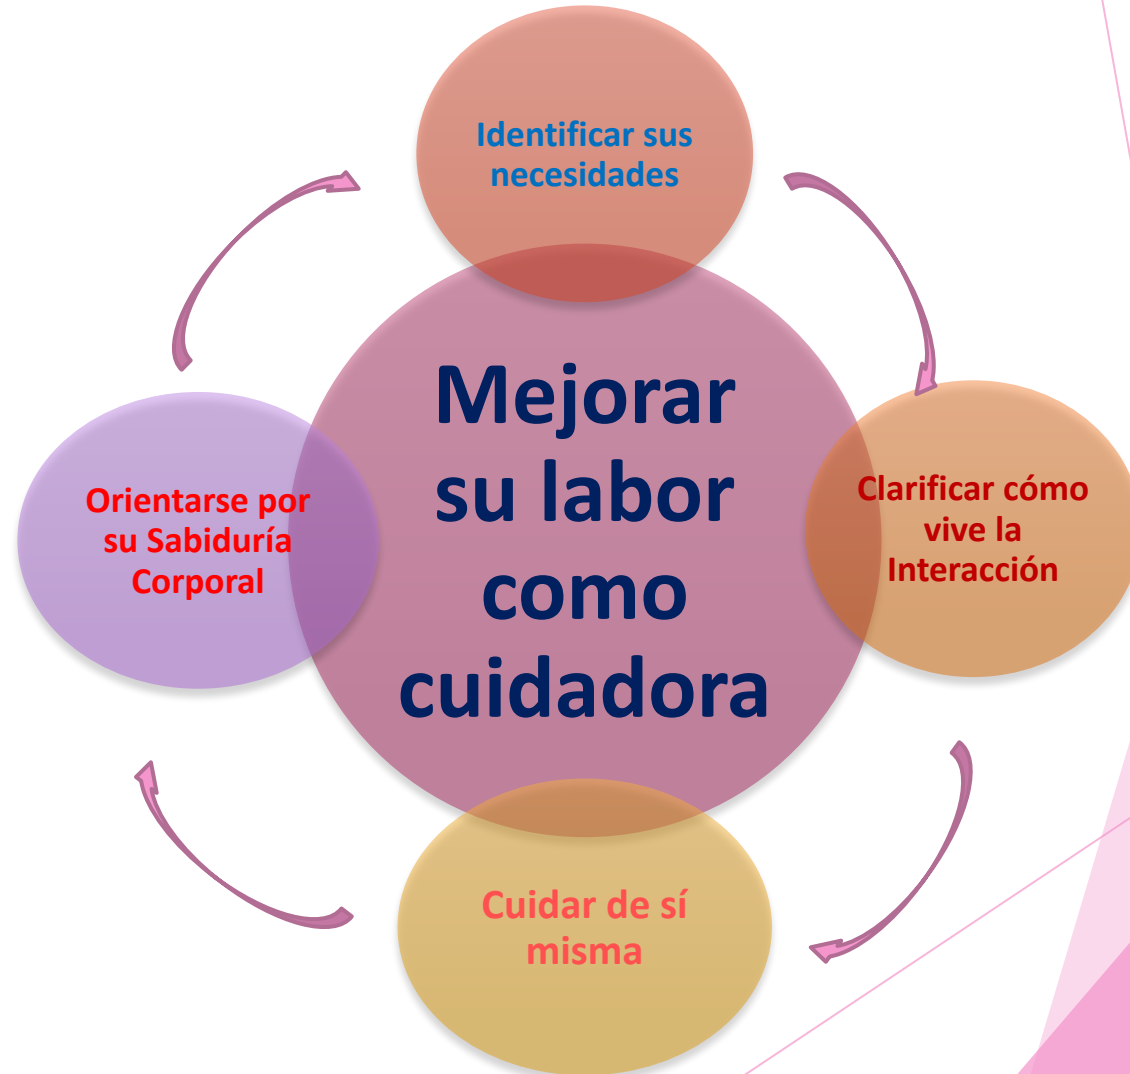 Identificar sus
necesidades
Mejorar
su labor
como
cuidadora
Orientarse por
su Sabiduría
Corporal
Clarificar cómo
vive la
Interacción
Cuidar de sí
misma